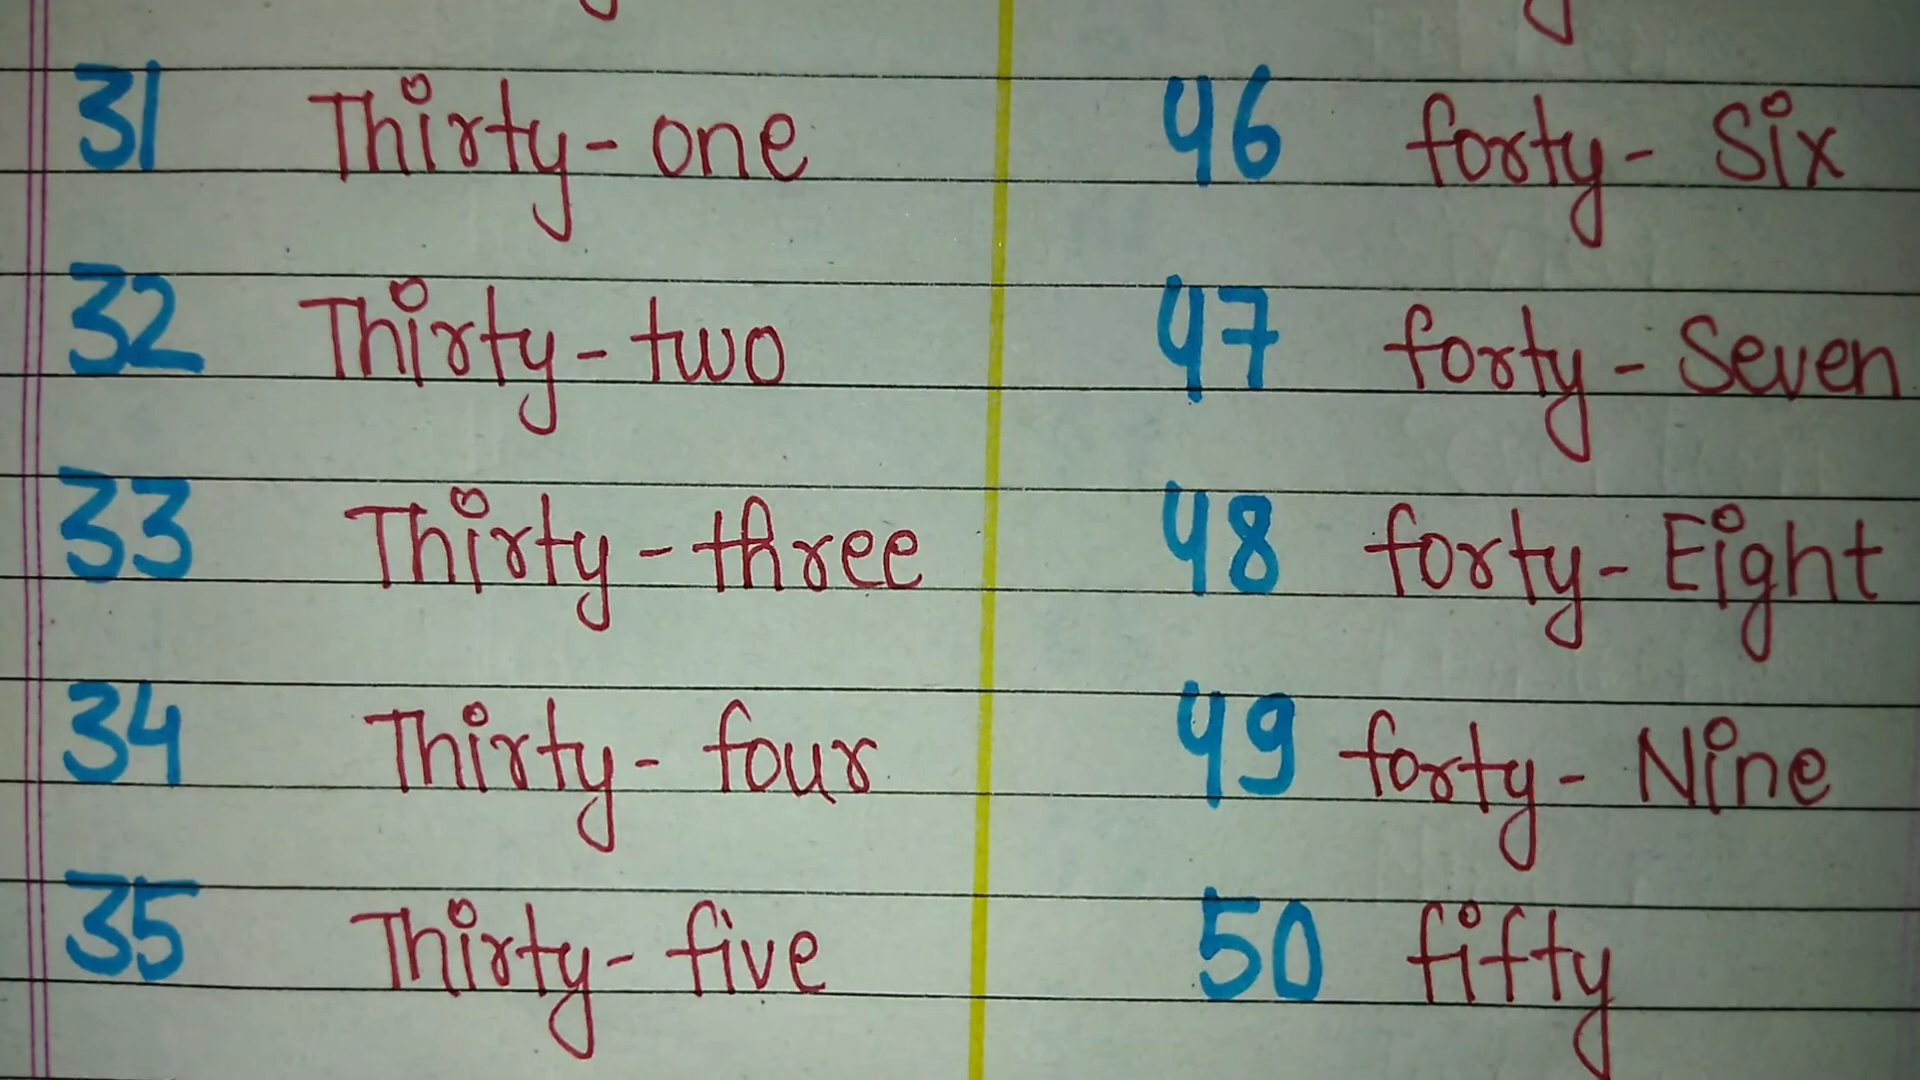 31 Thirty-one
32 Thirty-two
33 Thirty-three
34 Thirty-four
35 Thirty-five
46 forty-Six
47 forty-Seven
48 forty-Eight
49 forty-Nine
50 fifty